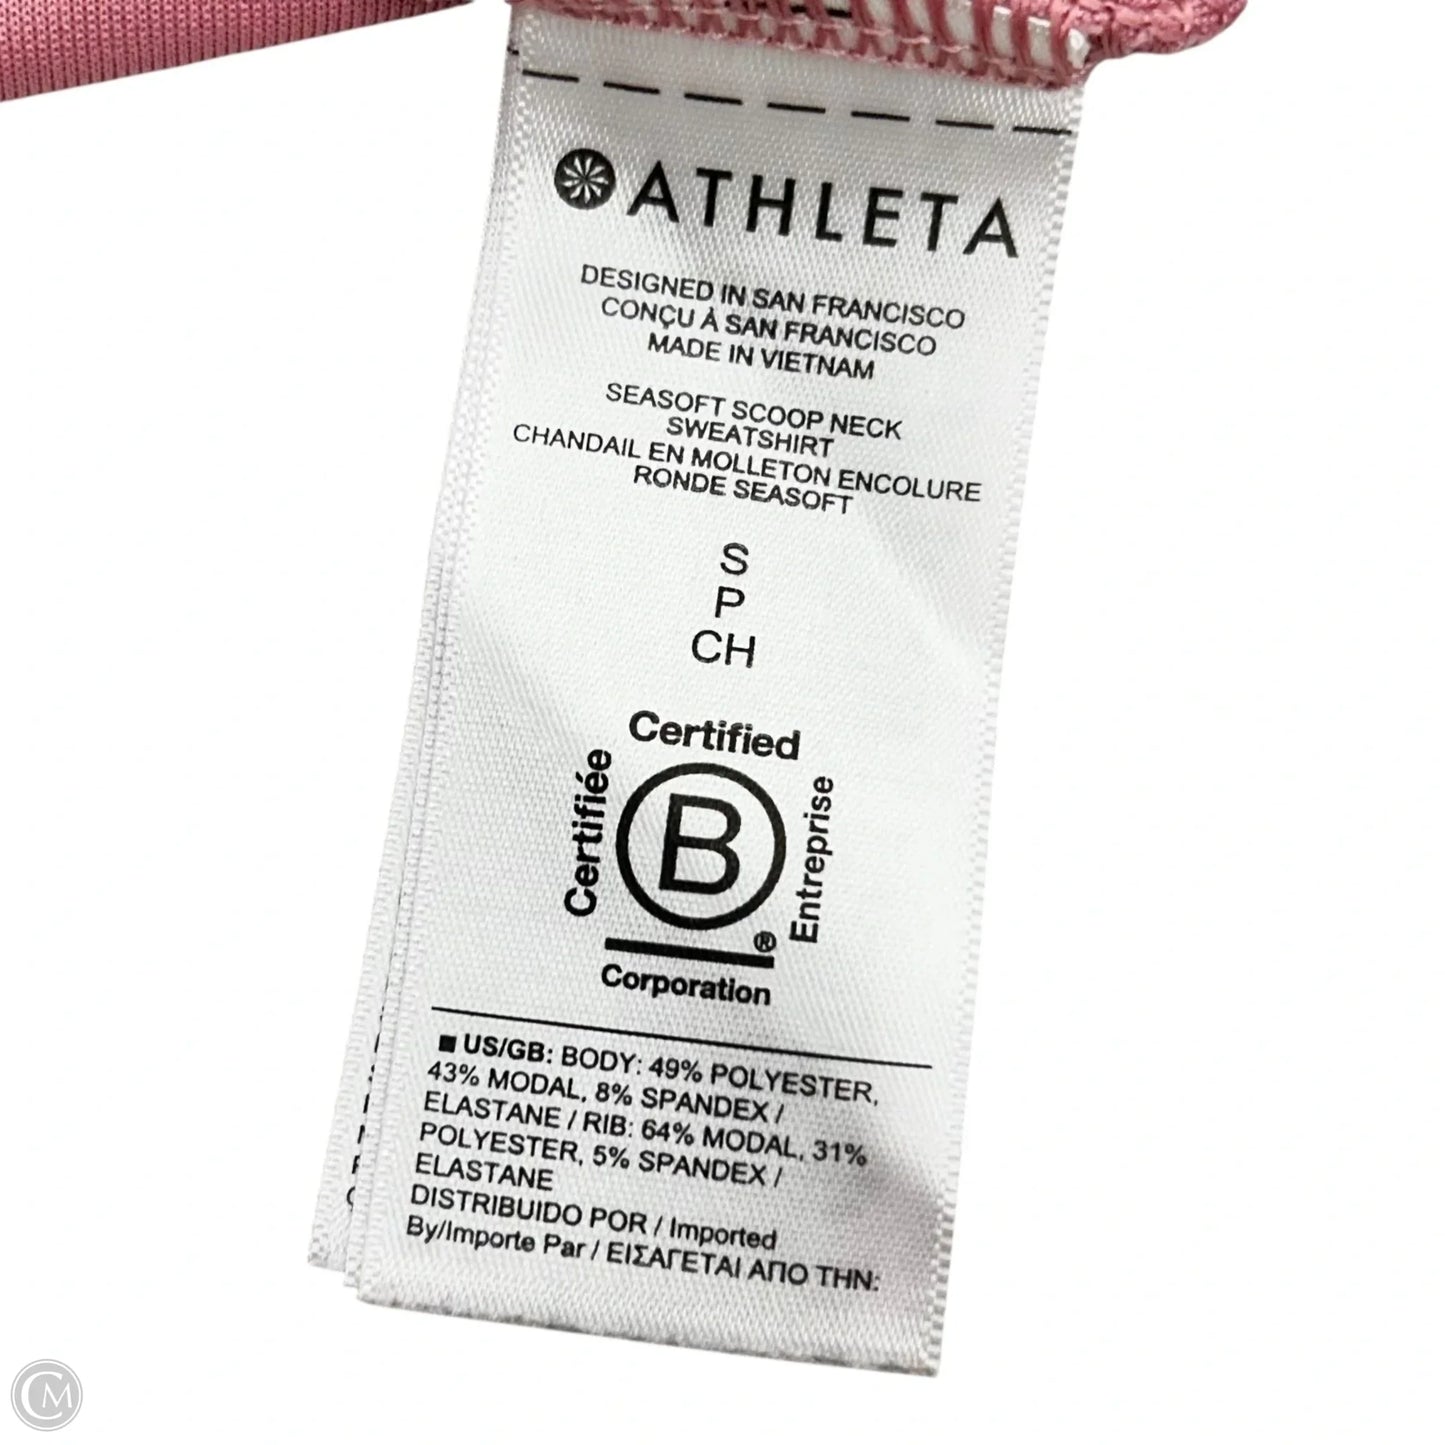 ATHLETA
DESIGNED IN SAN FRANCISCO
CONÇU À SAN FRANCISCO
MADE IN VIETNAM
SEASOFT SCOOP NECK
SWEATSHIRT
CHANDAIL EN MOLLETON ENCOLURE
RONDE SEASOFT
S
P
CH
Certified
Certifiée
B
Entreprise
®
Corporation
US/GB: BODY: 49% POLYESTER,
43% MODAL, 8% SPANDEX /
ELASTANE / RIB: 64% MODAL, 31%
POLYESTER, 5% SPANDEX /
ELASTANE
DISTRIBUIDO POR / Imported
By/Importe Par / ΕΙΣΑΓΕΤΑΙ ΑΠΟ ΤΗΝ:
CM